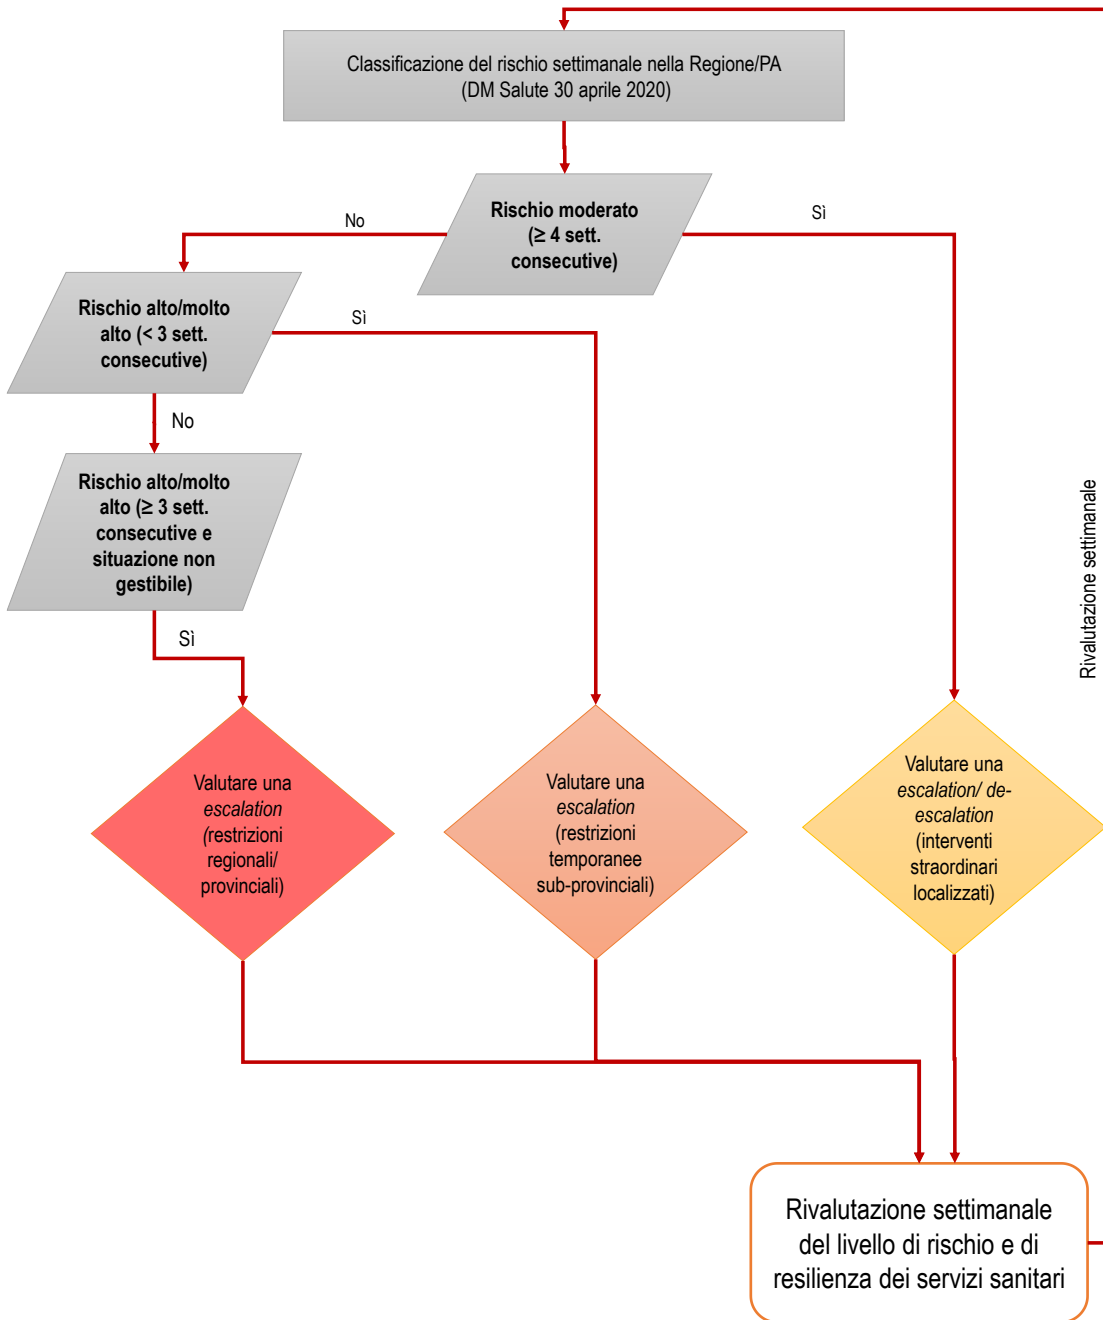 Classificazione del rischio settimanale nella Regione/PA
(DM Salute 30 aprile 2020)
Rischio moderato
(≥ 4 sett.
consecutive)
No
Sì
Rischio alto/molto
alto (< 3 sett.
consecutive)
Sì
No
Rischio alto/molto
alto (≥ 3 sett.
consecutive e
situazione non
gestibile)
Sì
Rivalutazione settimanale
Valutare una
escalation
(restrizioni
regionali/
provinciali)
Valutare una
escalation
(restrizioni
temporanee
sub-provinciali)
Valutare una
escalation/ de-
escalation
(interventi
straordinari
localizzati)
Rivalutazione settimanale
del livello di rischio e di
resilienza dei servizi sanitari